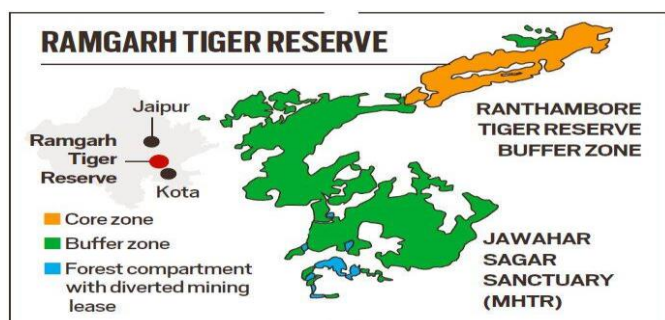 RAMGARH TIGER RESERVE
Jaipur
Ramgarh
Tiger
Reserve
Kota
Core zone
Buffer zone
Forest compartment
with diverted mining
lease
RANTHAMBORE
TIGER RESERVE
BUFFER ZONE
JAWAHAR
SAGAR
SANCTUARY
(MHTR)